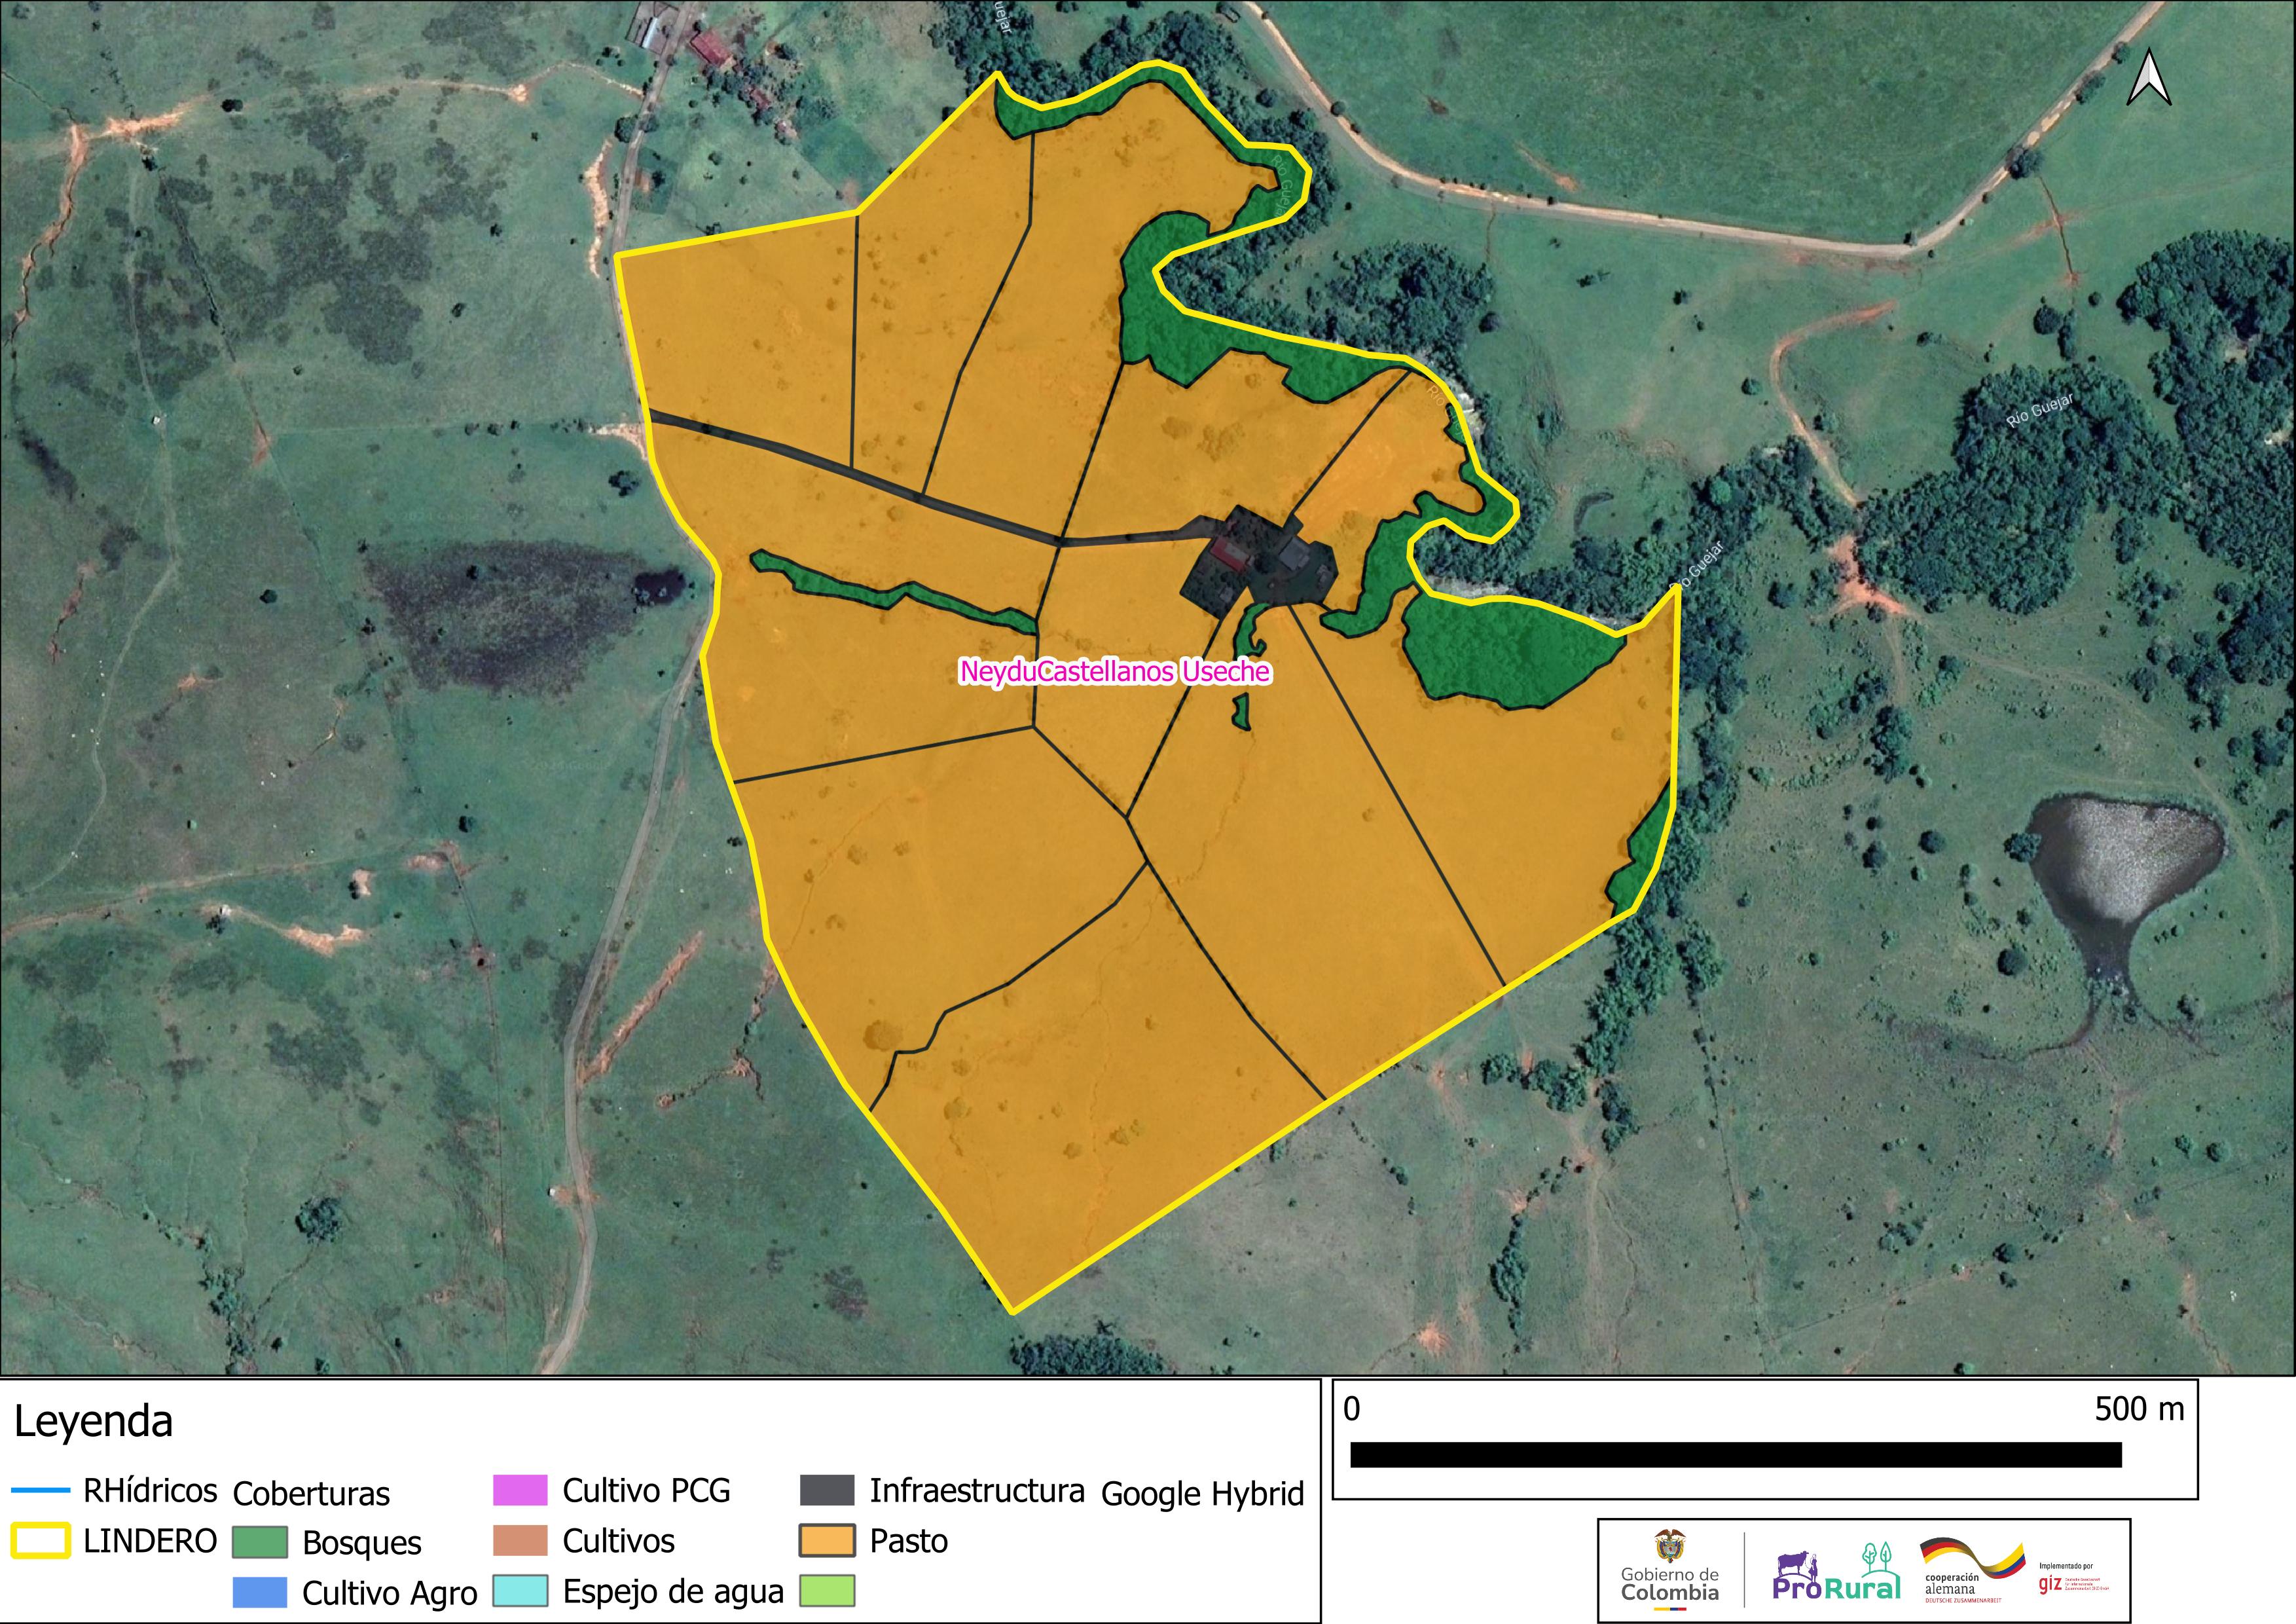 uejar
Río Guejar
Río Guejar
Río Guejar
NeyduCastellanos Useche
Leyenda
RHídricos
LINDERO
Coberturas
Bosques
Cultivo Agro
Cultivo PCG
Cultivos
Espejo de agua
Infraestructura
Pasto
Google Hybrid
0 500 m
Gobierno de
Colombia
ProRural
cooperación
alemana
DEUTSCHE ZUSAMMENARBEIT
Implementado por
giz